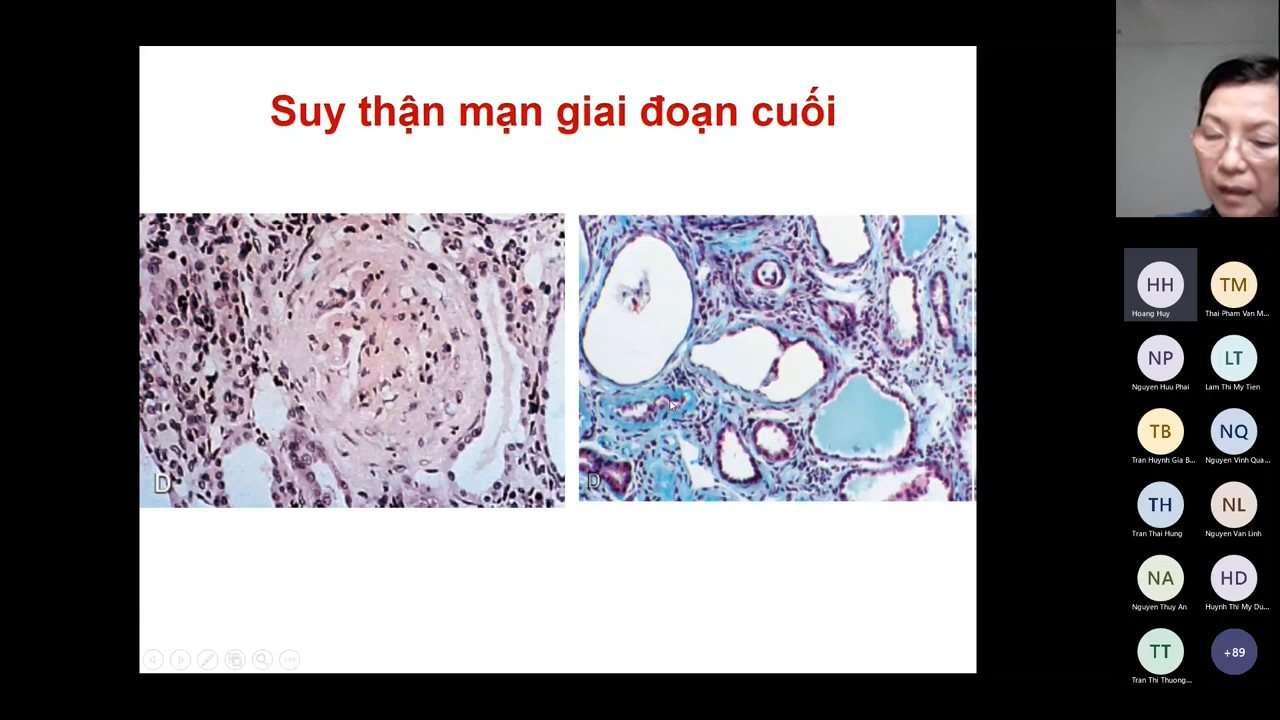 Suy thận mạn giai đoạn cuối
D
D
HH
TM
Hoang Huy
Thai Pham Van M...
NP
LT
Nguyen Huu Phai
Lam Thi My Tien
TB
NQ
Tran Huynh Gia B...
Nguyen Vinh Qua...
TH
NL
Tran Thai Hung
Nguyen Van Linh
NA
HD
Nguyen Thuy An
Huynh Thi My Du...
TT
+89
Tran Thi Thuong...